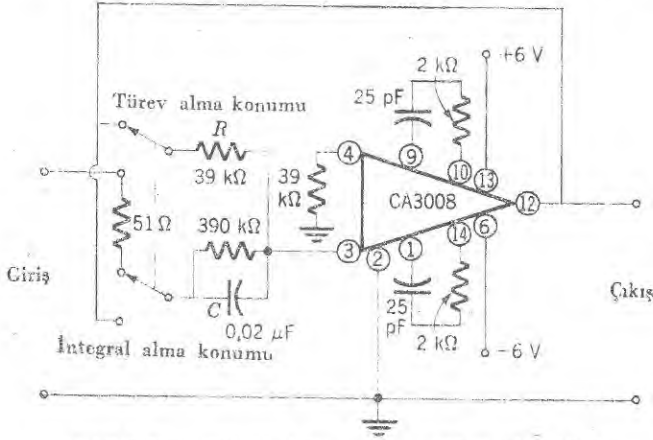 +6 V
2 kΩ
25 pF
Türev alma konumu
R
39 kΩ
4
9
10
13
39 kΩ
CA3008
12
51 Ω
390 kΩ
3
2
1
14
6
Giriş
C
0,02 μF
25 pF
2 kΩ
Çıkış
−6 V
İntegral alma konumu